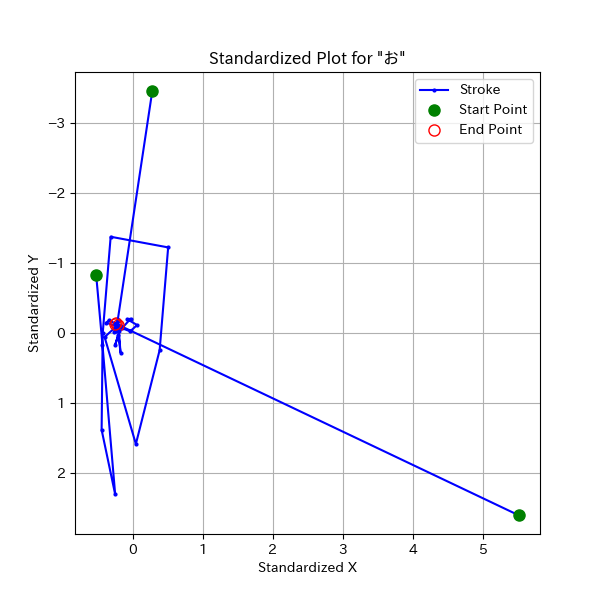 Standardized Plot for "お"
Stroke
Start Point
End Point
−3
−2
−1
0
1
2
Standardized Y
0 1 2 3 4 5
Standardized X